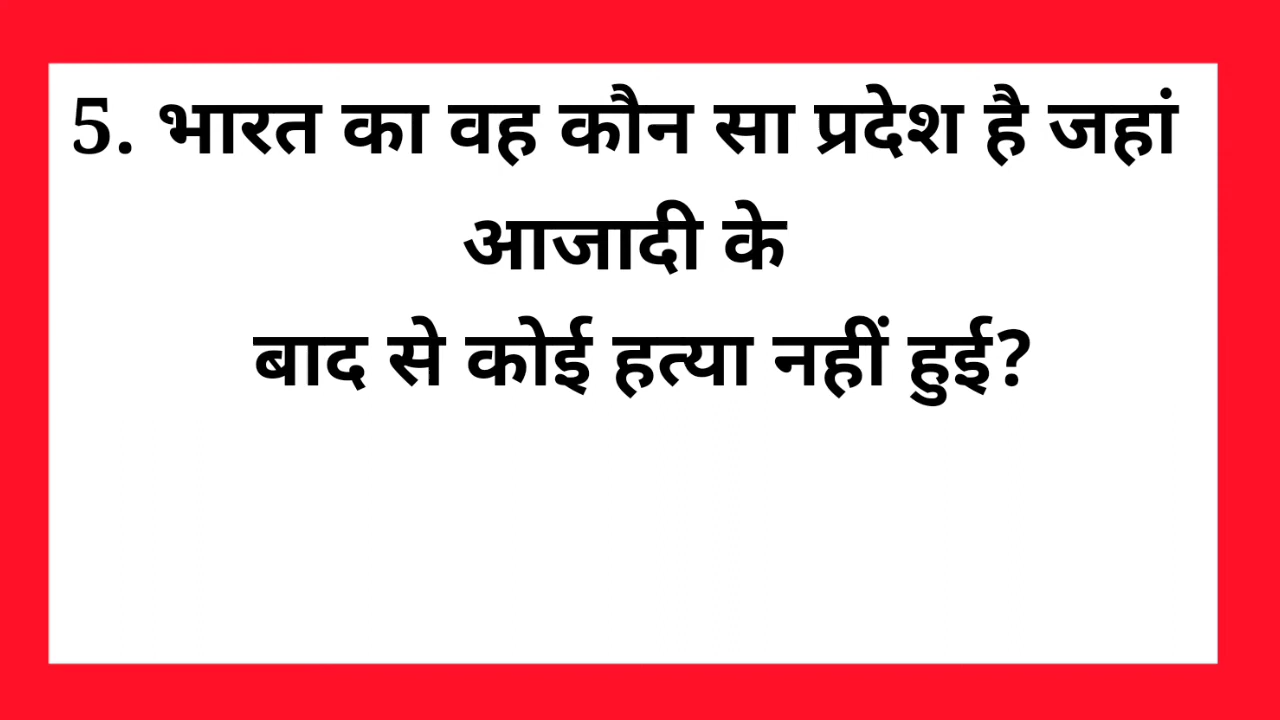 5. भारत का वह कौन सा प्रदेश है जहां
आजादी के
बाद से कोई हत्या नहीं हुई?